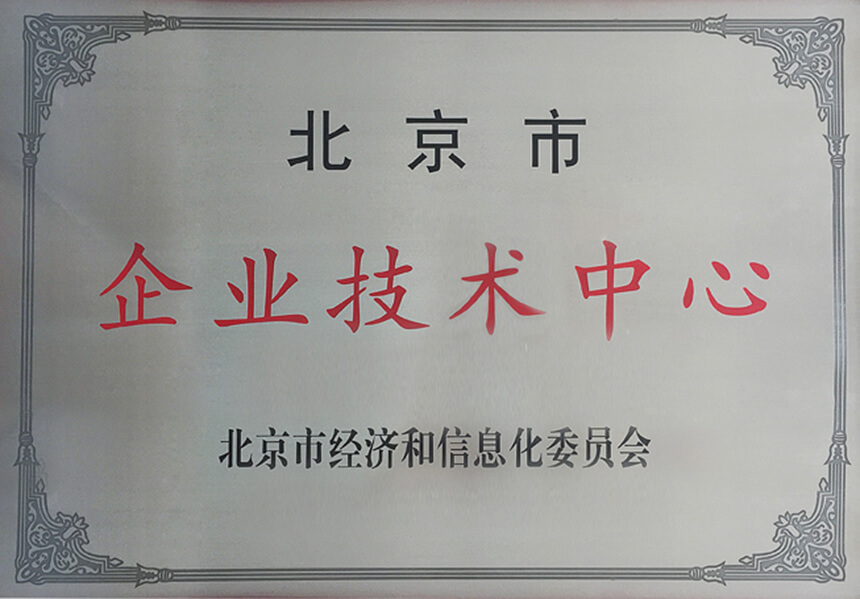 北京市
企业技术中心
北京市经济和信息化委员会